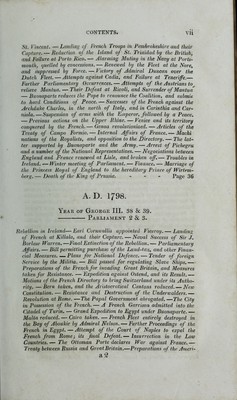 CONTENTS. vii
St. Vincent. — Landing of French Troops in Pembrokeshire and their
Capture. — Reduction of the Island of St. Trinidad by the British,
and Failure at Porto Rico. — Alarming Mutiny in the Navy at Ports-
mouth, quelled by concessions. — Renewed by the Fleet at the Nore,
and suppressed by Force. — Victory of Admiral Duncan over the
Dutch Fleet. — Attempts against Cadiz, and Failure at Teneriffe. —
Farther Parliamentary Occurrences. — Attempts of the Austrians to
relieve Mantua. — Their Defeat at Rivoli, and Surrender of Mantua
— Buonaparte reduces the Pope to renounce the Coalition, and submit
to hard Conditions of Peace. — Successes of the French against the
Archduke Charles, in the north of Italy, and in Carinthia and Car-
niola. — Suspension of arms with the Emperor, followed by a Peace,
— Previous actions on the Upper Rhine. — Venice and its territory
conquered by the French. — Genoa revolutionized. — Articles of the
Treaty of Campo Formio. — Internal Affairs of France. — Machi-
nations of the Royalists, and opposition to the Directory. — The lat-
ter supported by Buonaparte and the Army. — Arrest of Pichegru
and a number of the National Representatives. — Negociations between
England and France renewed at Lisle, and broken off. — Troubles in
Ireland. — Winter meeting of Parliament. — Finance. — Marriage of
the Princess Royal of England to the hereditary Prince of Wirtem-
berg. — Death of the King of Prussia. - - - Page 36
A. D. 1798.
YEAR OF GEORGE III. 38 & 39.
PARLIAMENT 2 & 3.
Rebellion in Ireland — Earl Cornwallis appointed Viceroy. — Landing
of French at Killala, and their Capture. — Naval Success of Sir J.
Borlase Warren. — Final Extinction of the Rebellion. — Parliamentary
Affairs. — Bill permitting purchase of the Land-tax, and other Finan-
cial Measures. — Plans for National Defence. — Tender of foreign
Service by the Militia. — Bill passed for regulating Slave Ships. —
Preparations of the French for invading Great Britain, and Measures
taken for Resistance. — Expedition against Ostend, and its Result. —
Motions of the French Directory to bring Switzerland under its Autho-
rity. — Bern taken, and the Aristocratical Cantons reduced. — New
Constitution. — Resistance and Destruction of the Underwalders. —
Revolution at Rome. — The Papal Government abrogated. — The City
in Possession of the French. — A French Garrison admitted into the
Citadel of Turin. — Grand Expedition to Egypt under Buonaparte. —
Malta reduced. — Cairo taken. — French Fleet entirely destroyed in
the Bay of Aboukir by Admiral Nelson. — Farther Proceedings of the
French in Egypt. — Attempt of the Court of Naples to expel the
French from Rome; its final Defeat. — Insurrection in the Low
Countries. — The Ottoman Porte declares War against France. —
Treaty between Russia and Great Britain. — Preparations of the Ameri-
a 2